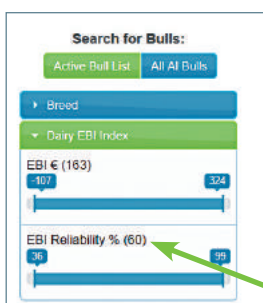 Search for Bulls:
Active Bull List All AI Bulls
Breed
Dairy EBI Index
EBI € (163)
-107 324
EBI Reliability % (60)
36 99